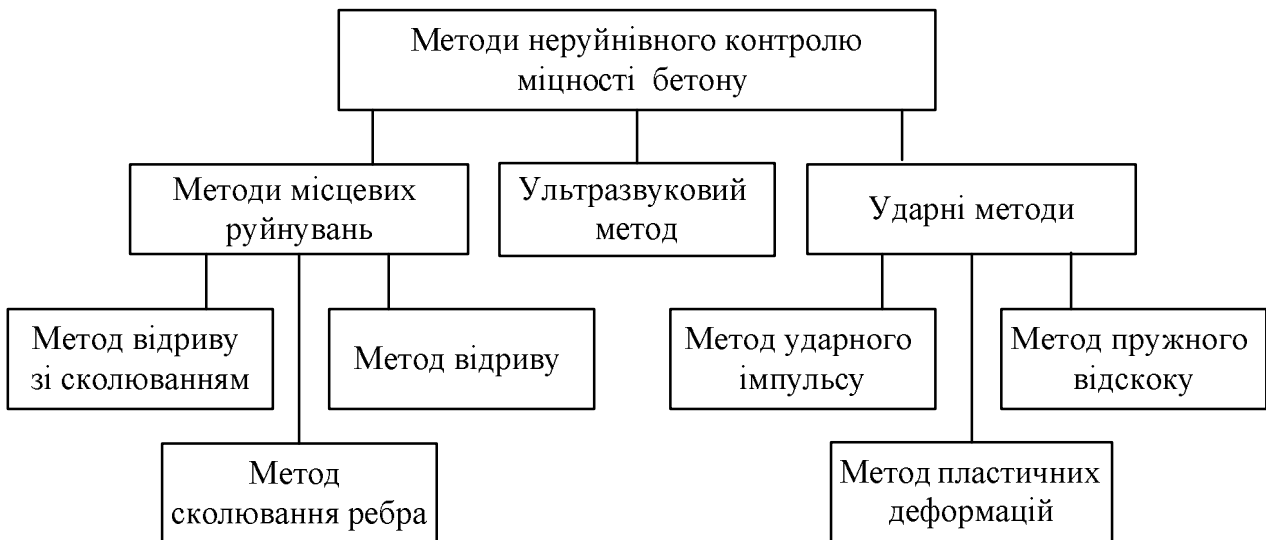 Методи неруйнівного контролю
міцності бетону
Методи місцевих
руйнувань
Ультразвуковий
метод
Ударні методи
Метод відриву
зі сколюванням
Метод відриву
Метод ударного
імпульсу
Метод пружного
відскоку
Метод
сколювання ребра
Метод пластичних
деформацій